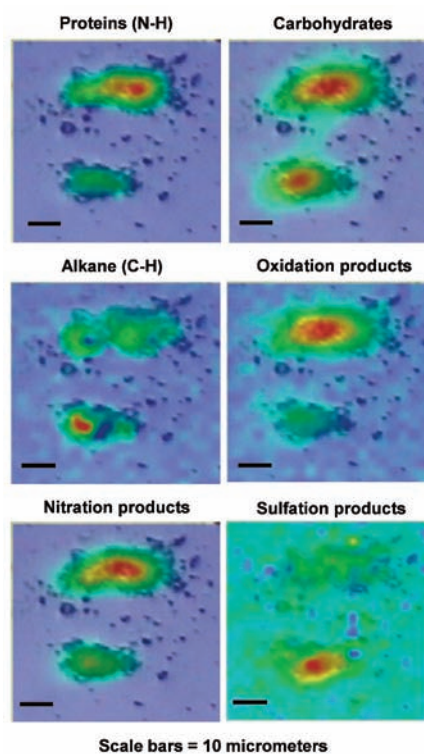 Proteins (N-H)
Carbohydrates
Alkane (C-H)
Oxidation products
Nitration products
Sulfation products
Scale bars = 10 micrometers